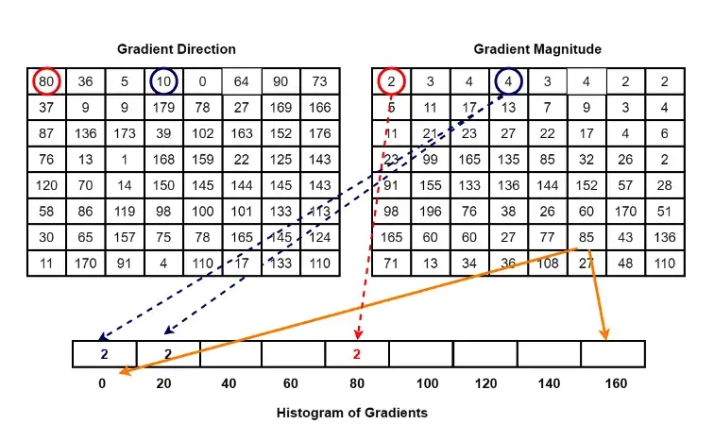 Gradient Direction Gradient Magnitude
80 36 5 10 0 64 90 73 2 3 4 4 3 4 2 2
37 9 9 179 78 27 169 166 5 11 17 13 7 9 3 4
87 136 173 39 102 163 152 176 11 21 23 27 22 17 4 6
76 13 1 168 159 22 125 143 23 99 165 135 85 32 26 2
120 70 14 150 145 144 145 143 91 155 133 136 144 152 57 28
58 86 119 98 100 101 133 113 98 196 76 38 26 60 170 51
30 65 157 75 78 165 145 124 165 60 60 27 77 85 43 136
11 170 91 4 110 17 133 110 71 13 34 36 108 27 48 110
2 2 2
0 20 40 60 80 100 120 140 160
Histogram of Gradients